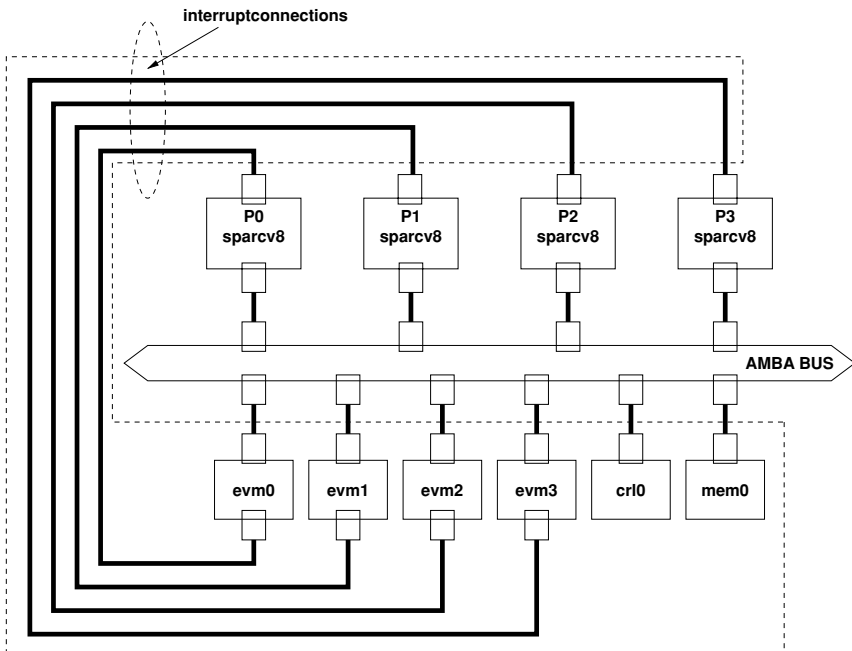 interruptconnections
P0
sparcv8
P1
sparcv8
P2
sparcv8
P3
sparcv8
AMBA BUS
evm0
evm1
evm2
evm3
crl0
mem0